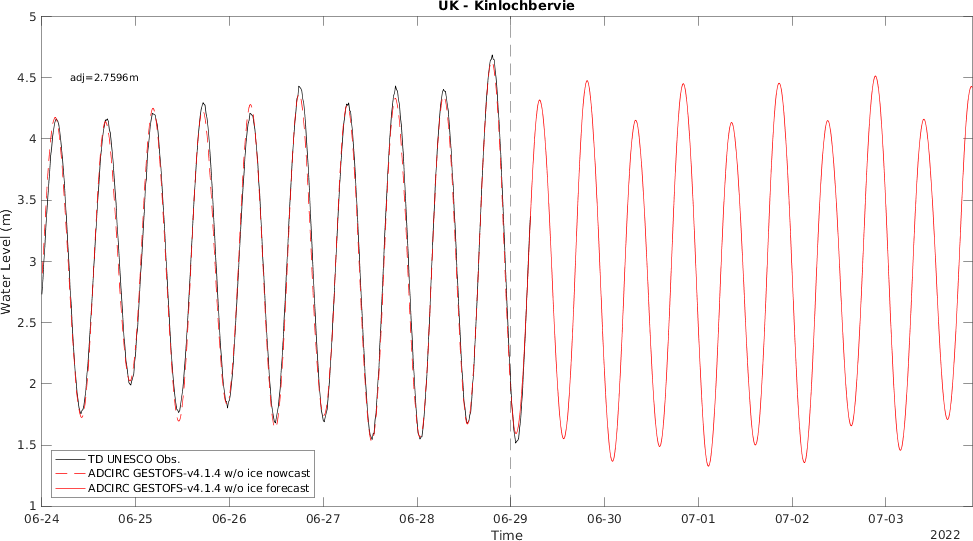 UK - Kinlochbervie
adj=2.7596m
Water Level (m)
5
4.5
4
3.5
3
2.5
2
1.5
1
TD UNESCO Obs.
ADCIRC GESTOFS-v4.1.4 w/o ice nowcast
ADCIRC GESTOFS-v4.1.4 w/o ice forecast
06-24 06-25 06-26 06-27 06-28 06-29 06-30 07-01 07-02 07-03
Time
2022